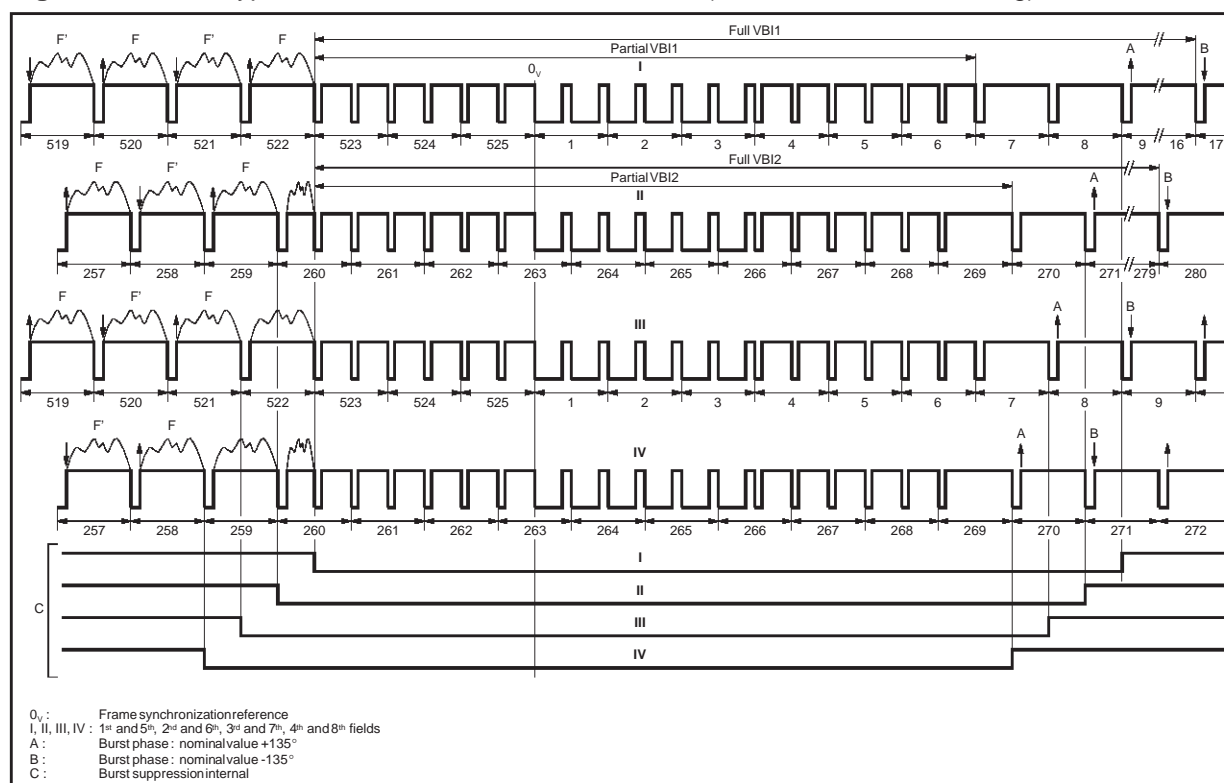 F' F F' F Full VBI1 A B
Partial VBI1
0V I
519 520 521 522 523 524 525 1 2 3 4 5 6 7 8 9 16 17
F F' F Full VBI2 A B
Partial VBI2
II
257 258 259 260 261 262 263 264 265 266 267 268 269 270 271 279 280
F F' F III A B
519 520 521 522 523 524 525 1 2 3 4 5 6 7 8 9
F' F IV A B
257 258 259 260 261 262 263 264 265 266 267 268 269 270 271 272
I
II
C
III
IV
0V : Frame synchronization reference
I, II, III, IV : 1st and 5th, 2nd and 6th, 3rd and 7th, 4th and 8th fields
A : Burst phase : nominal value +135°
B : Burst phase : nominal value -135°
C : Burst suppression internal